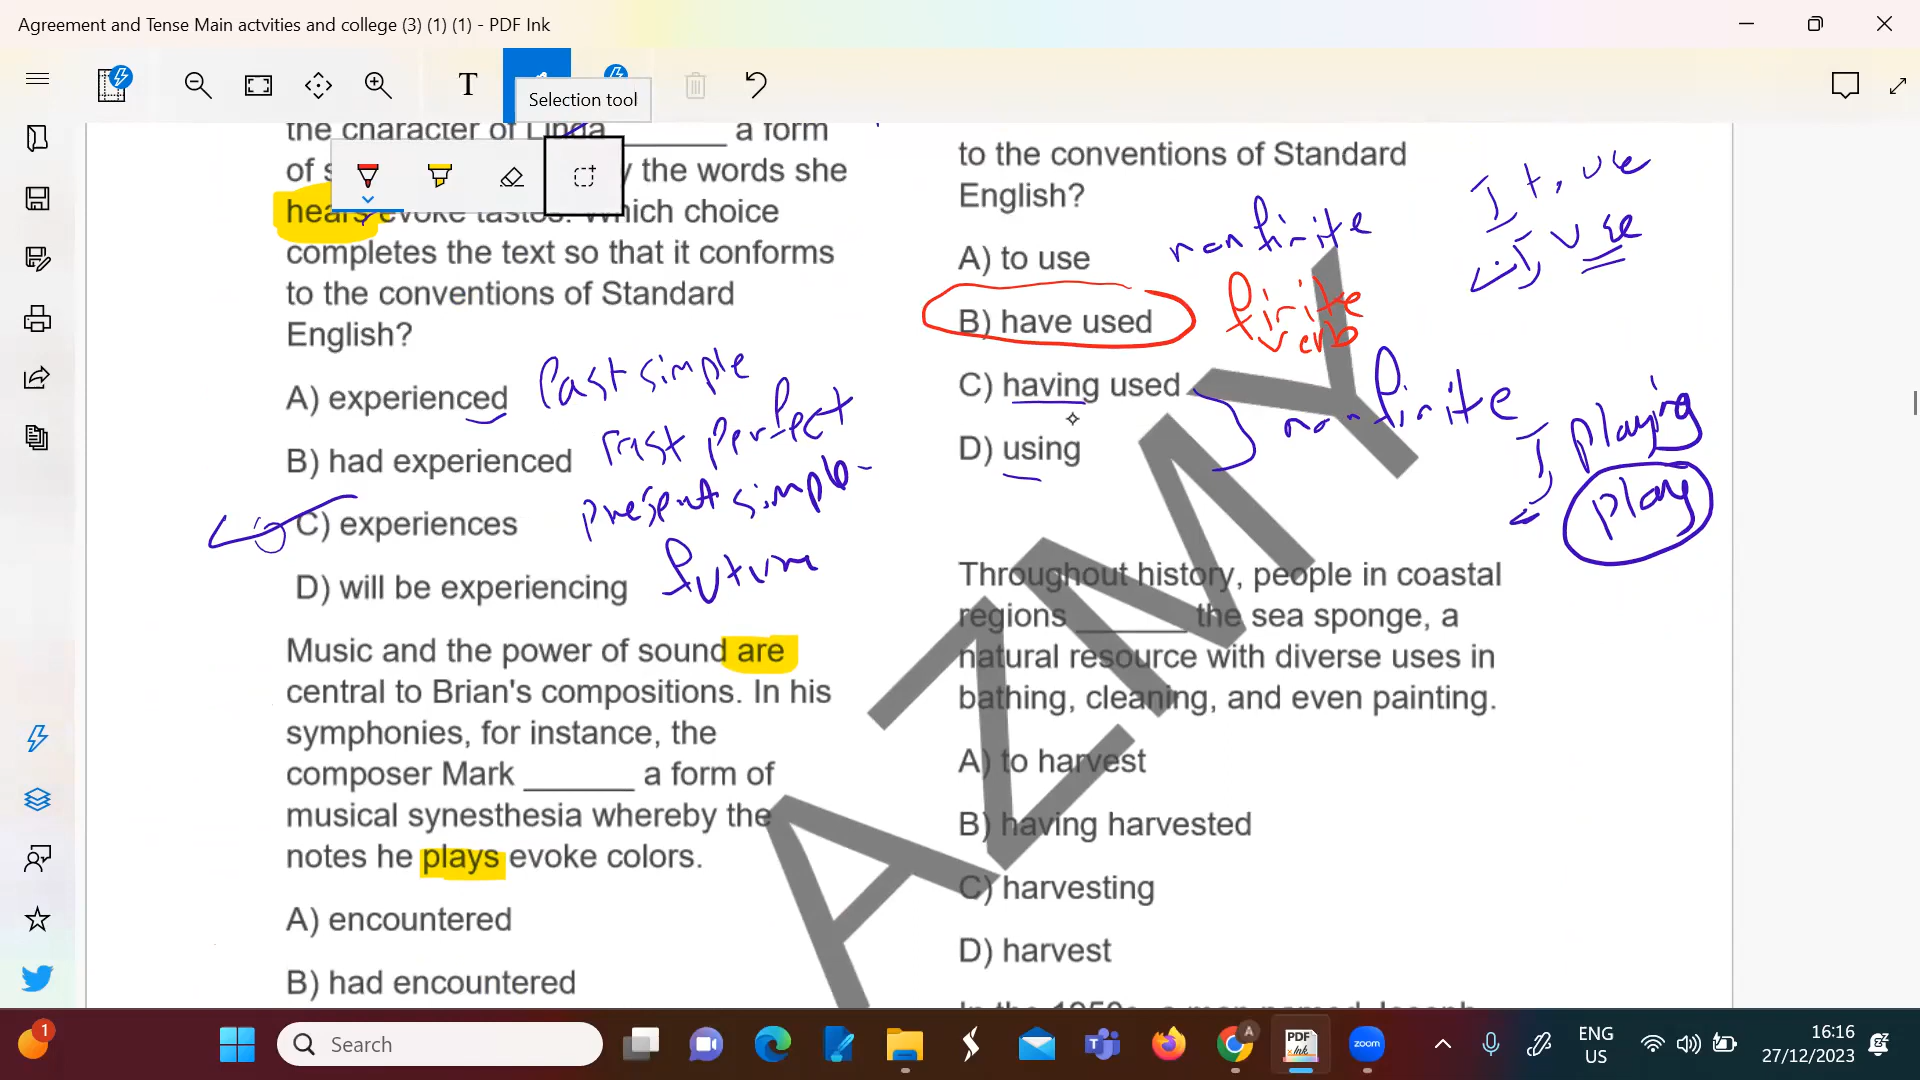 Agreement and Tense Main actvities and college (3) (1) (1) - PDF Ink
T
Selection tool
the character of Linda ______ a form
the words she
hears evoke tastes. Which choice
completes the text so that it conforms
to the conventions of Standard
English?
A) experienced past simple
B) had experienced past perfect
C) experiences present simple
D) will be experiencing future
Music and the power of sound are
central to Brian's compositions. In his
symphonies, for instance, the
composer Mark ______ a form of
musical synesthesia whereby the
notes he plays evoke colors.
A) encountered
B) had encountered
to the conventions of Standard
English?
A) to use non finite
B) have used finite
verb
C) having used
non finite
D) using
I to use
use
I playing
play
Throughout history, people in coastal
regions ______ the sea sponge, a
natural resource with diverse uses in
bathing, cleaning, and even painting.
A) to harvest
B) having harvested
C) harvesting
D) harvest
AZMY
1
Search
A
PDF
Ink
zoom
ENG
US
16:16
27/12/2023